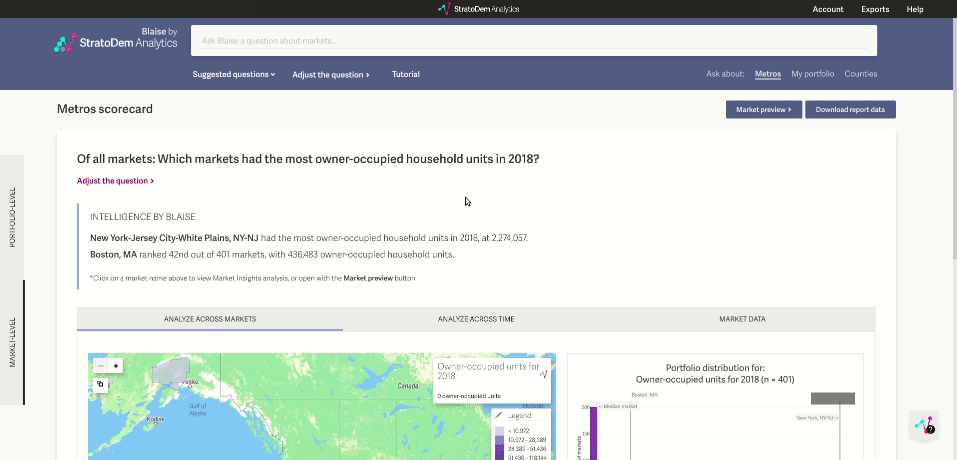 StratoDem Analytics
Account Exports Help
Blaise by
StratoDem
Analytics
Ask Blaise a question about markets...
Suggested questions Adjust the question > Tutorial
Ask about: Metros My portfolio Counties
Metros scorecard
Market preview >
Download report data
PORTFOLIO-LEVEL
MARKET-LEVEL
Of all markets: Which markets had the most owner-occupied household units in 2018?
Adjust the question >
INTELLIGENCE BY BLAISE
New York-Jersey City-White Plains, NY-NJ had the most owner-occupied household units in 2018, at 2,274,057.
Boston, MA ranked 42nd out of 401 markets, with 436,483 owner-occupied household units.
*Click on a market name above to view Market Insights analysis, or open with the Market preview button
ANALYZE ACROSS MARKETS
ANALYZE ACROSS TIME
MARKET DATA
Valdez
Canada
Gulf of
Alaska
Kodiak
Hudson
Owner-occupied units for
2018
0 owner-occupied units
Legend
< 10,972
10,972 - 28,389
28,389 - 51,436
51,436 - 118,144
Portfolio distribution for:
Owner-occupied units for 2018 (n = 401)
Boston, MA
200
Median market
New York, NY-NJ
150
of markets